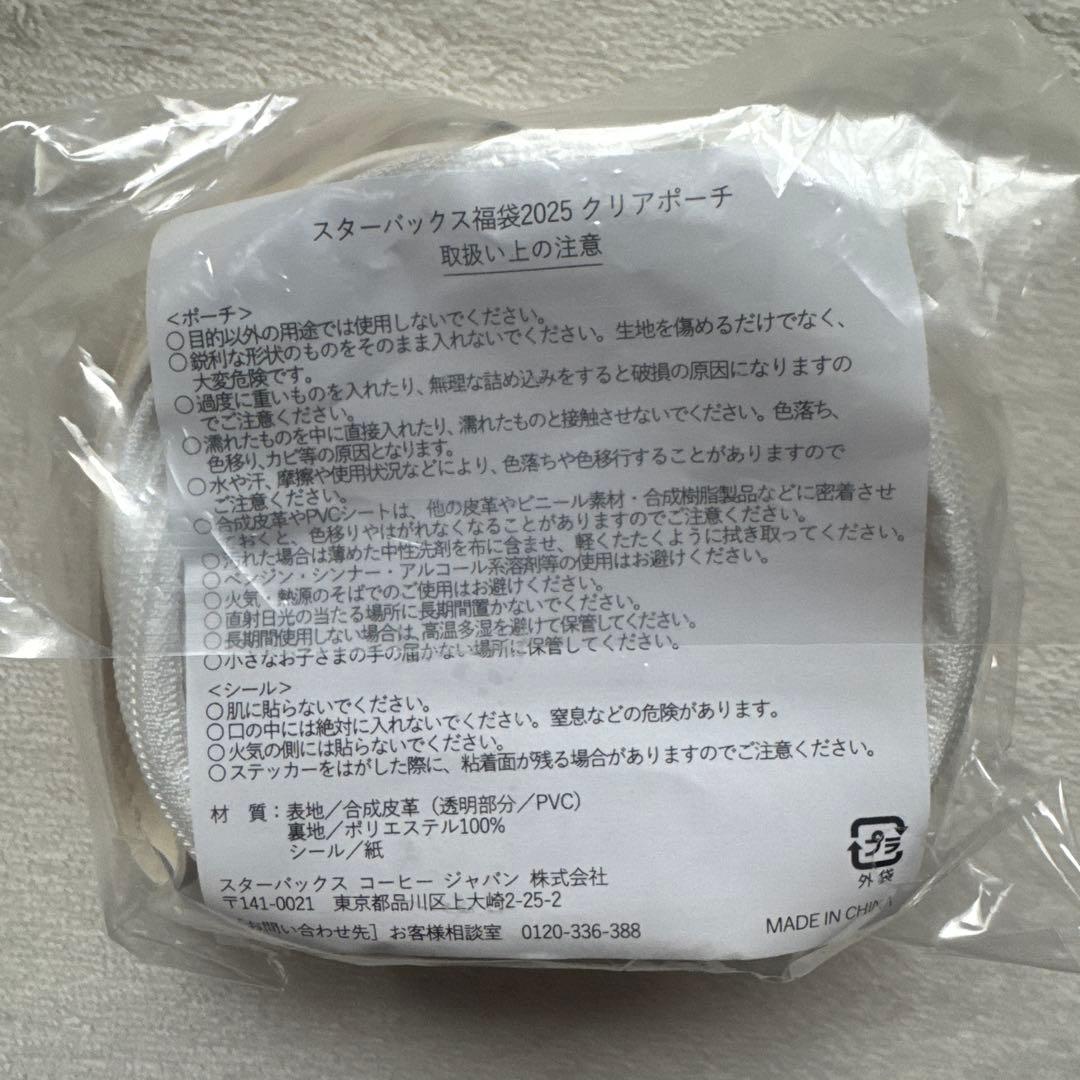 スターバックス福袋2025 クリアポーチ
取扱い上の注意
<ポーチ>
○目的以外の用途では使用しないでください。
○鋭利な形状のものをそのまま入れないでください。生地を傷めるだけでなく、
大変危険です。
○過度に重いものを入れたり、無理な詰め込みをすると破損の原因になりますの
でご注意ください。
○濡れたものを中に直接入れたり、濡れたものと接触させないでください。色落ち、
色移り、カビ等の原因となります。
○水や汗、摩擦や使用状況などにより、色落ちや色移行することがありますので
ご注意ください。
○合成皮革やPVCシートは、他の皮革やビニール素材・合成樹脂製品などに密着させ
ておくと、色移りやはがれなくなることがありますのでご注意ください。
○汚れた場合は薄めた中性洗剤を布に含ませ、軽くたたくように拭き取ってください。
○ベンジン・シンナー・アルコール系溶剤等の使用はお避けください。
○火気・熱源のそばでのご使用はお避けください。
○直射日光の当たる場所に長期間置かないでください。
○長期間使用しない場合は、高温多湿を避けて保管してください。
○小さなお子さまの手の届かない場所に保管してください。
<シール>
○肌に貼らないでください。
○口の中には絶対に入れないでください。窒息などの危険があります。
○火気の側には貼らないでください。
○ステッカーをはがした際に、粘着面が残る場合がありますのでご注意ください。
材 質：表地／合成皮革（透明部分／PVC）
裏地／ポリエステル100%
シール／紙
プラ
外袋
スターバックス コーヒー ジャパン 株式会社
〒141-0021 東京都品川区上大崎2-25-2
[お問い合わせ先] お客様相談室 0120-336-388
MADE IN CHINA